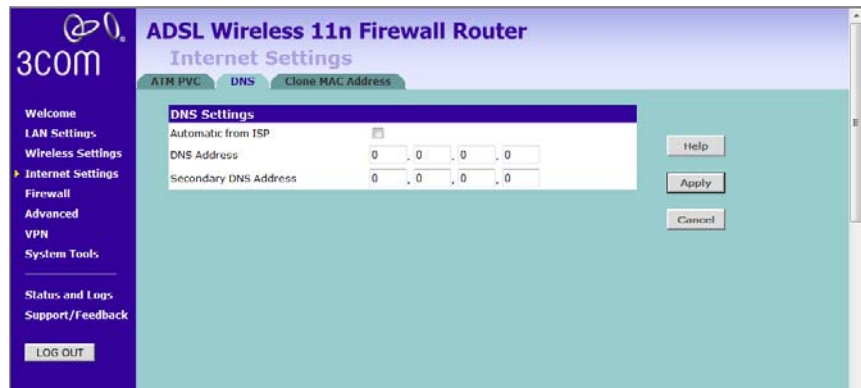 3COM
ADSL Wireless 11n Firewall Router
Internet Settings
ATM PVC DNS Clone MAC Address
Welcome
LAN Settings
Wireless Settings
Internet Settings
Firewall
Advanced
VPN
System Tools
Status and Logs
Support/Feedback
LOG OUT
DNS Settings
Automatic from ISP
DNS Address 0 . 0 . 0 . 0
Secondary DNS Address 0 . 0 . 0 . 0
Help
Apply
Cancel